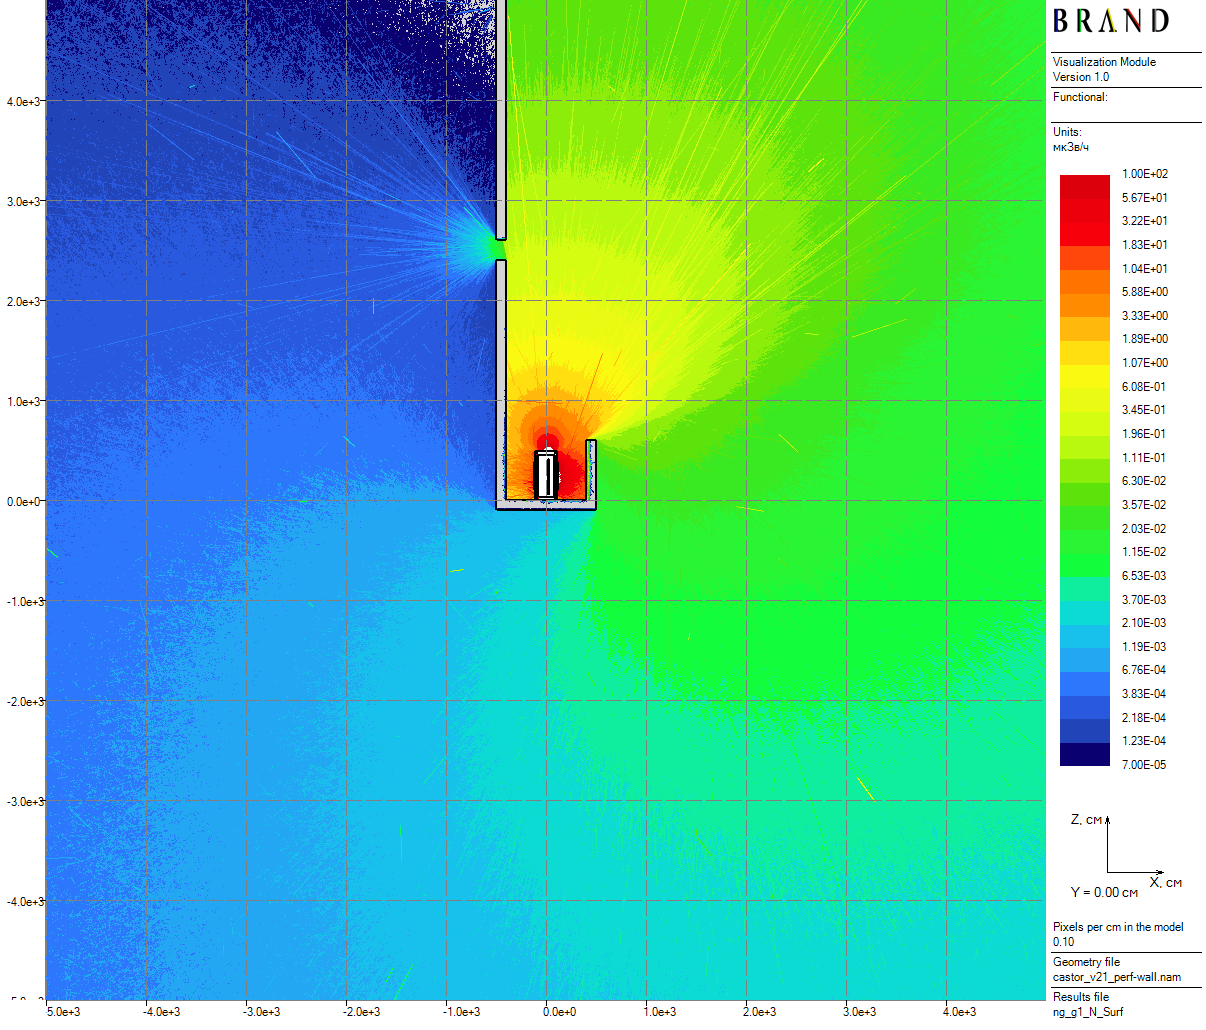 BRAND
Visualization Module
Version 1.0
Functional:
Units:
мкЗв/ч
1.00E+02
5.67E+01
3.22E+01
1.83E+01
1.04E+01
5.88E+00
3.33E+00
1.89E+00
1.07E+00
6.08E-01
3.45E-01
1.96E-01
1.11E-01
6.30E-02
3.57E-02
2.03E-02
1.15E-02
6.53E-03
3.70E-03
2.10E-03
1.19E-03
6.76E-04
3.83E-04
2.18E-04
1.23E-04
7.00E-05
Z, см
X, см
Y = 0.00 см
Pixels per cm in the model
0.10
Geometry file
castor_v21_perf-wall.nam
Results file
ng_g1_N_Surf
4.0e+3
3.0e+3
2.0e+3
1.0e+3
0.0e+0
-1.0e+3
-2.0e+3
-3.0e+3
-4.0e+3
5.0e+3 -4.0e+3 -3.0e+3 -2.0e+3 -1.0e+3 0.0e+0 1.0e+3 2.0e+3 3.0e+3 4.0e+3